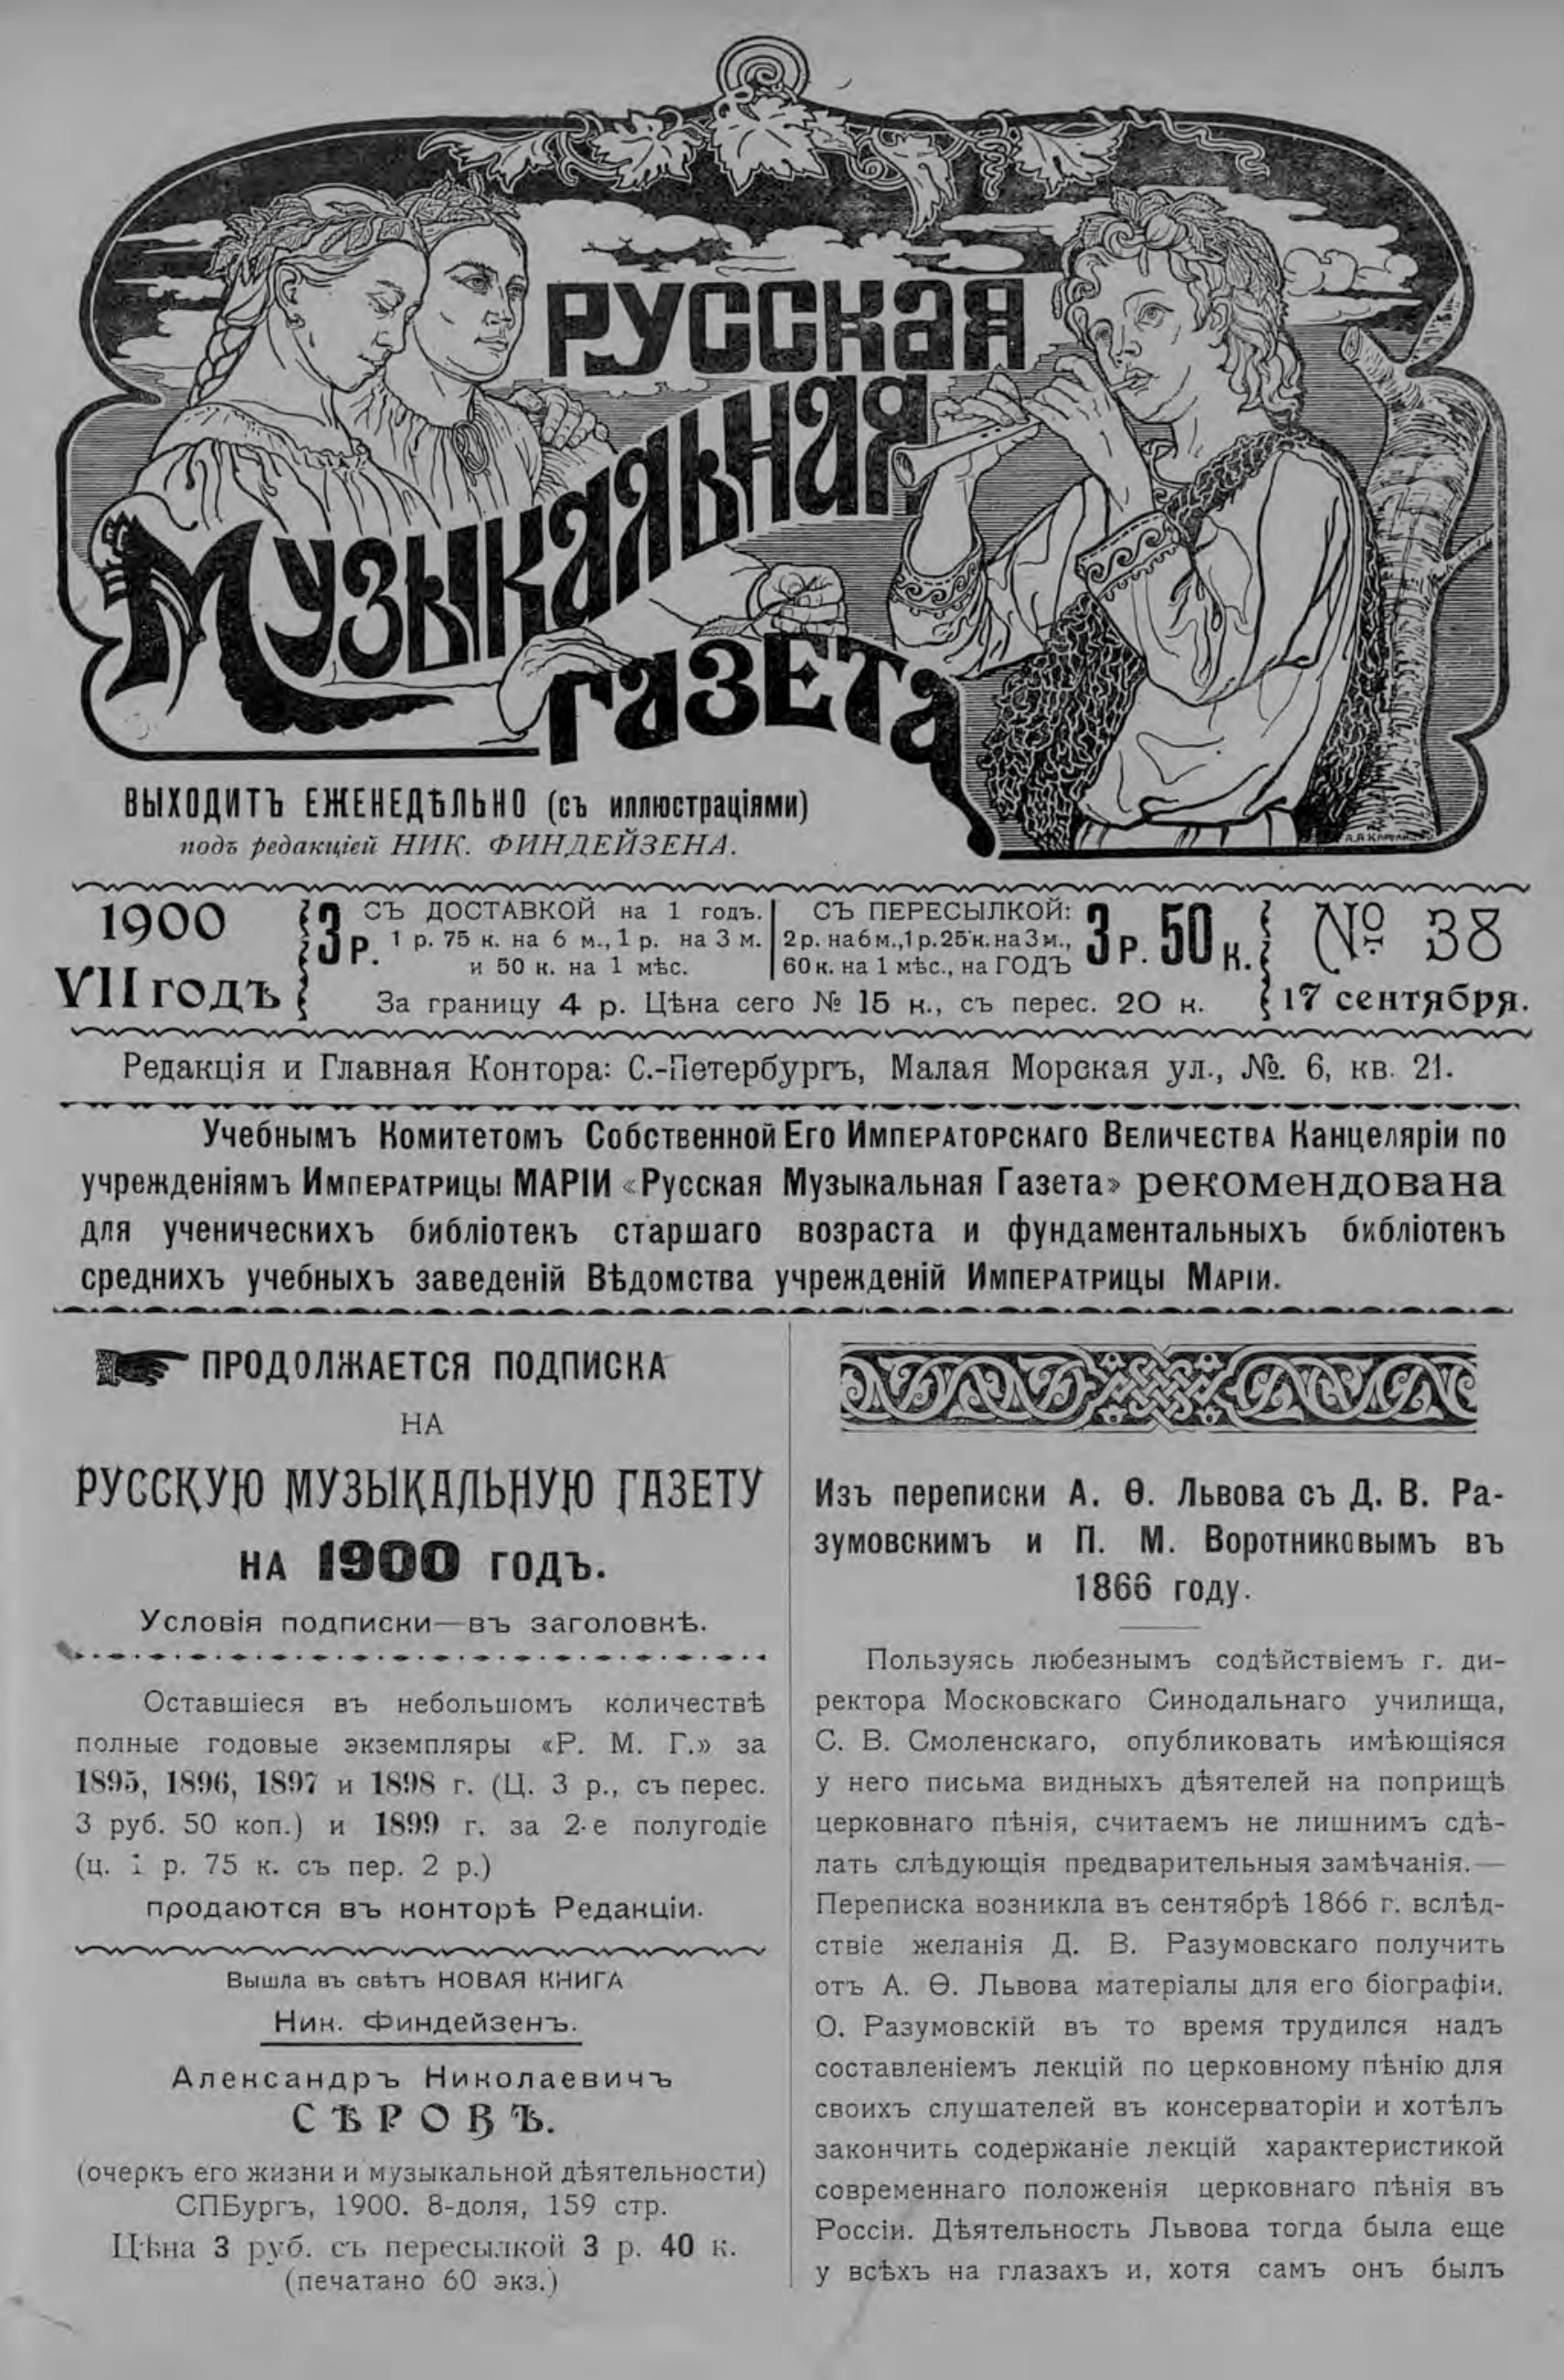 Русская
Музыкальная
газета
ВЫХОДИТЪ ЕЖЕНЕДѢЛЬНО (съ иллюстраціями)
подъ редакціей НИК. ФИНДЕЙЗЕНА.
1900
VII годъ
3 р.
СЪ ДОСТАВКОЙ на 1 годъ.
1 р. 75 к. на 6 м., 1 р. на 3 м.
и 50 к. на 1 мѣс.
СЪ ПЕРЕСЫЛКОЙ:
2 р. на 6 м., 1 р. 25 к. на 3 м.,
60 к. на 1 мѣс., на ГОДЪ
3 р. 50 к.
За границу 4 р. Цѣна сего № 15 к., съ перес. 20 к.
№ 38
17 сентября.
Редакція и Главная Контора: С.-Петербургъ, Малая Морская ул., №. 6, кв. 21.
Учебнымъ Комитетомъ Собственной Его Императорскаго Величества Канцеляріи по
учрежденіямъ Императрицы МАРІИ «Русская Музыкальная Газета» рекомендована
для ученическихъ библіотекъ старшаго возраста и фундаментальныхъ библіотекъ
среднихъ учебныхъ заведеній Вѣдомства учрежденій Императрицы Маріи.
ПРОДОЛЖАЕТСЯ ПОДПИСКА
НА
РУССКУЮ МУЗЫКАЛЬНУЮ ГАЗЕТУ
НА 1900 ГОДЪ.
Условія подписки—въ заголовкѣ.
Оставшіеся въ небольшомъ количествѣ
полные годовые экземпляры «Р. М. Г.» за
1895, 1896, 1897 и 1898 г. (Ц. 3 р., съ перес.
3 руб. 50 коп.) и 1899 г. за 2-е полугодіе
(ц. 1 р. 75 к. съ пер. 2 р.)
продаются въ конторѣ Редакціи.
Вышла въ свѣтъ НОВАЯ КНИГА
Ник. Финдейзенъ.
Александръ Николаевичъ
СѢРОВЪ.
(очеркъ его жизни и музыкальной дѣятельности)
СПБургъ, 1900. 8-доля, 159 стр.
Цѣна 3 руб. съ пересылкой 3 р. 40 к.
(печатано 60 экз.)
Изъ переписки А. Ѳ. Львова съ Д. В. Ра-
зумовскимъ и П. М. Воротниковымъ въ
1866 году.
Пользуясь любезнымъ содѣйствіемъ г. ди-
ректора Московскаго Синодальнаго училища,
С. В. Смоленскаго, опубликовать имѣющіяся
у него письма видныхъ дѣятелей на поприщѣ
церковнаго пѣнія, считаемъ не лишнимъ сдѣ-
лать слѣдующія предварительныя замѣчанія.—
Переписка возникла въ сентябрѣ 1866 г. вслѣд-
ствіе желанія Д. В. Разумовскаго получить
отъ А. Ѳ. Львова матеріалы для его біографіи.
О. Разумовскій въ то время трудился надъ
составленіемъ лекцій по церковному пѣнію для
своихъ слушателей въ консерваторіи и хотѣлъ
закончить содержаніе лекцій характеристикой
современнаго положенія церковнаго пѣнія въ
Россіи. Дѣятельность Львова тогда была еще
у всѣхъ на глазахъ и, хотя самъ онъ былъ